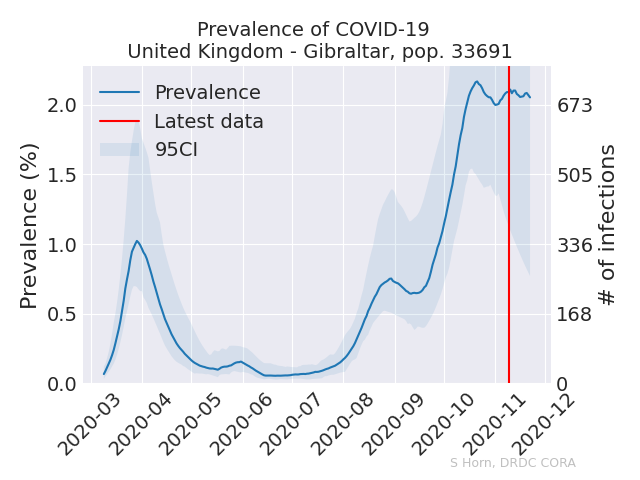 Prevalence of COVID-19
United Kingdom - Gibraltar, pop. 33691
Prevalence
Latest data
95CI
Prevalence (%)
2.0
1.5
1.0
0.5
0.0
673
505
336
168
0
# of infections
2020-03
2020-04
2020-05
2020-06
2020-07
2020-08
2020-09
2020-10
2020-11
2020-12
S Horn, DRDC CORA